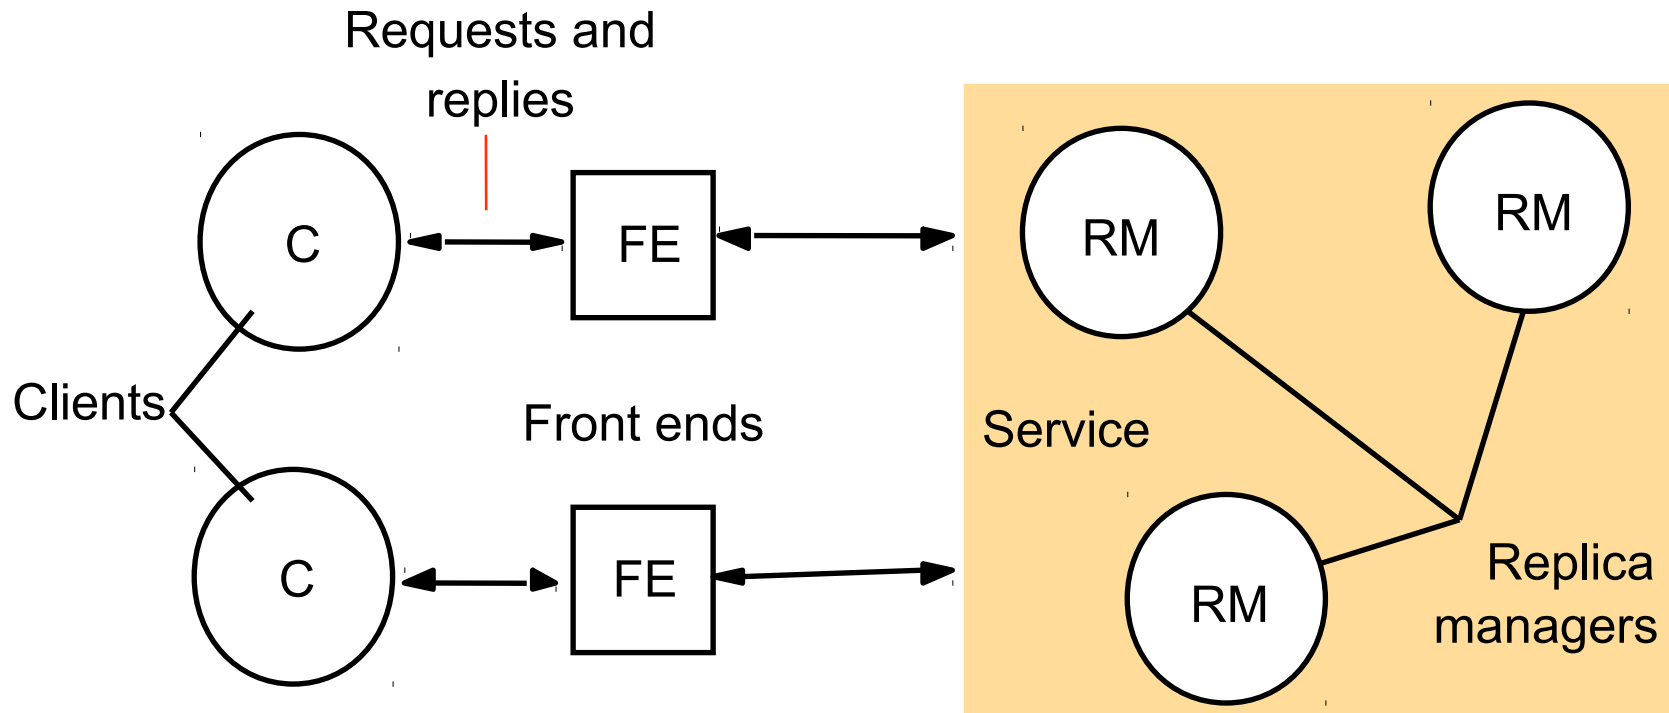 Requests and
replies
C
FE
RM
RM
Clients
Front ends
Service
C
FE
RM
Replica
managers